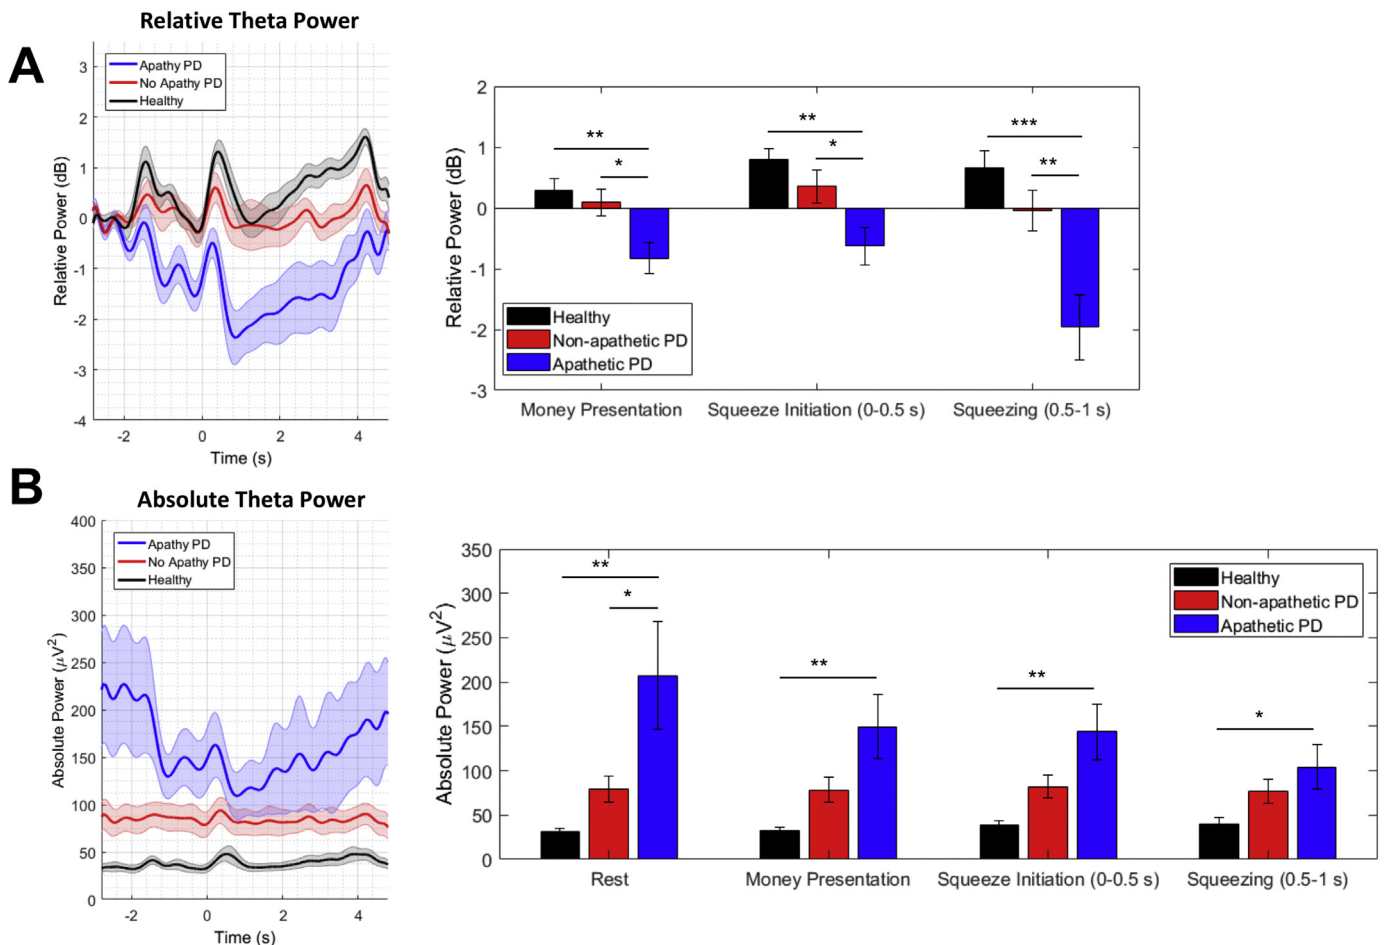 A
Relative Theta Power
Relative Power (dB)
3
2
1
0
-1
-2
-3
-4
Apathy PD
No Apathy PD
Healthy
-2
0
2
4
Time (s)
Relative Power (dB)
2
1
0
-1
-2
-3
**
*
**
*
***
**
Healthy
Non-apathetic PD
Apathetic PD
Money Presentation
Squeeze Initiation (0-0.5 s)
Squeezing (0.5-1 s)
B
Absolute Theta Power
Absolute Power (μV²)
400
350
300
250
200
150
100
50
0
Apathy PD
No Apathy PD
Healthy
-2
0
2
4
Time (s)
Absolute Power (μV²)
350
300
250
200
150
100
50
0
**
*
**
**
*
Healthy
Non-apathetic PD
Apathetic PD
Rest
Money Presentation
Squeeze Initiation (0-0.5 s)
Squeezing (0.5-1 s)